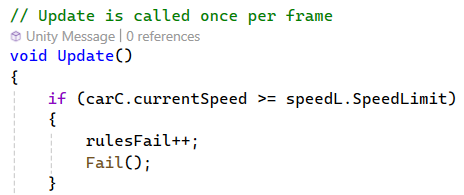 // Update is called once per frame
Unity Message | 0 references
void Update()
{
if (carC.currentSpeed >= speedL.SpeedLimit)
{
rulesFail++;
Fail();
}